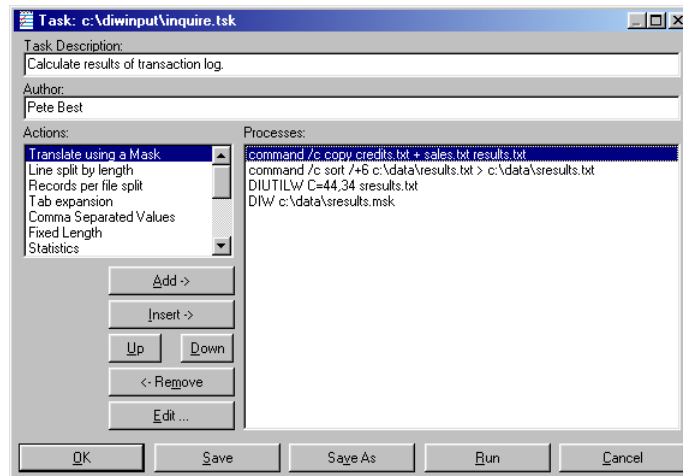 Task: c:\diwinput\inquire.tsk
Task Description:
Calculate results of transaction log.
Author:
Pete Best
Actions:
Translate using a Mask
Line split by length
Records per file split
Tab expansion
Comma Separated Values
Fixed Length
Statistics
Processes:
command /c copy credits.txt + sales.txt results.txt
command /c sort /+6 c:\data\results.txt > c:\data\sresults.txt
DIUTILW C=44,34 sresults.txt
DIW c:\data\sresults.msk
Add ->
Insert ->
Up Down
<- Remove
Edit ...
OK Save Save As Run Cancel